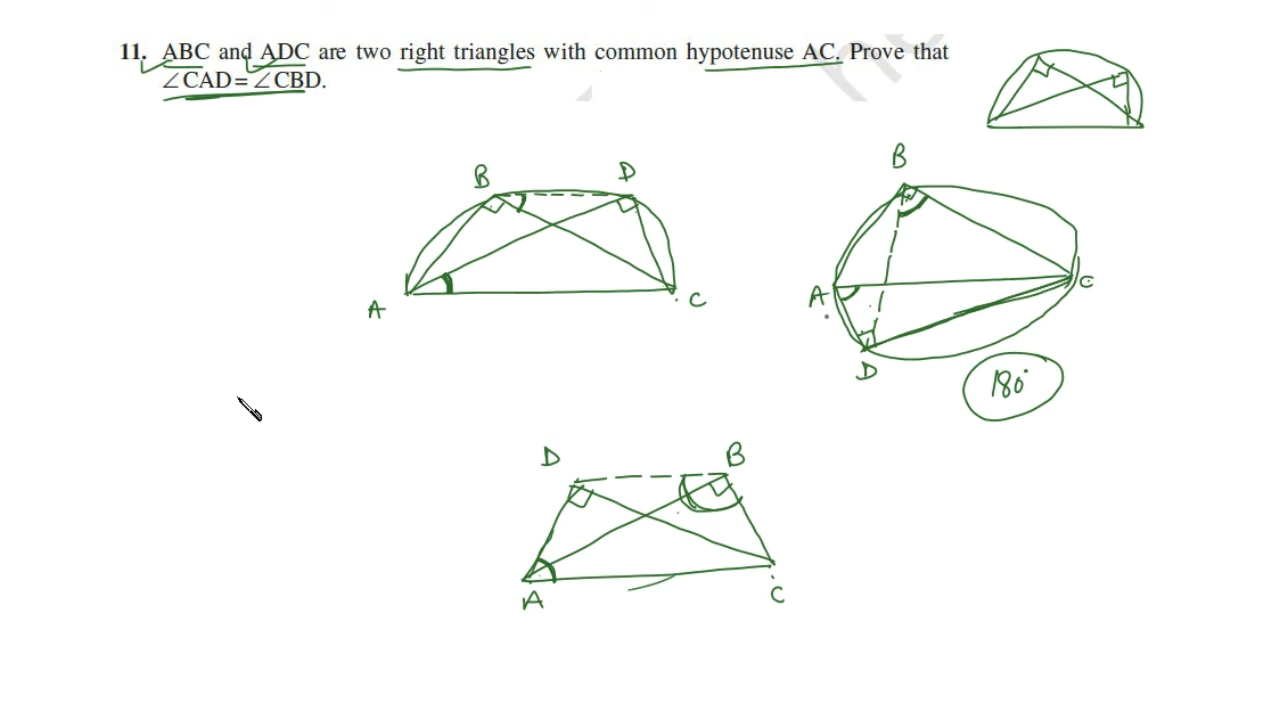 11. ABC and ADC are two right triangles with common hypotenuse AC. Prove that
∠CAD = ∠CBD.
B
D
A
C
B
A
C
D
180°
D
B
A
C